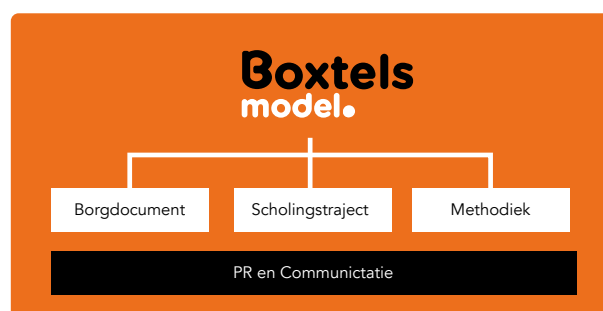 Boxtels
model.
Borgdocument
Scholingstraject
Methodiek
PR en Communictatie